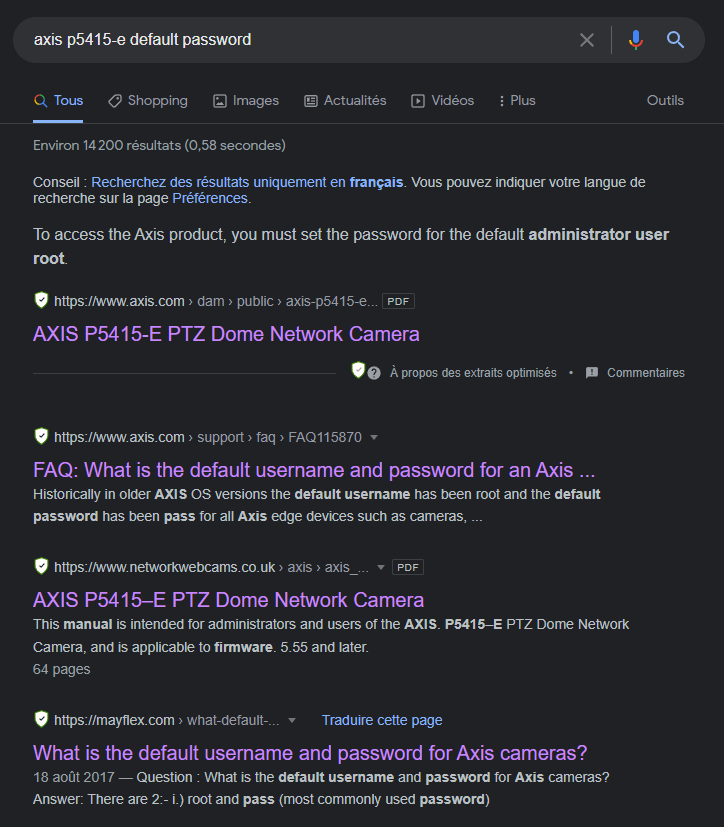 axis p5415-e default password
Tous Shopping Images Actualités Vidéos Plus Outils
Environ 14 200 résultats (0,58 secondes)
Conseil : Recherchez des résultats uniquement en français. Vous pouvez indiquer votre langue de
recherche sur la page Préférences.
To access the Axis product, you must set the password for the default administrator user
root.
https://www.axis.com › dam › public › axis-p5415-e... PDF
AXIS P5415-E PTZ Dome Network Camera
À propos des extraits optimisés • Commentaires
https://www.axis.com › support › faq › FAQ115870
FAQ: What is the default username and password for an Axis ...
Historically in older AXIS OS versions the default username has been root and the default
password has been pass for all Axis edge devices such as cameras, ...
https://www.networkwebcams.co.uk › axis › axis_... PDF
AXIS P5415–E PTZ Dome Network Camera
This manual is intended for administrators and users of the AXIS. P5415–E PTZ Dome Network
Camera, and is applicable to firmware. 5.55 and later.
64 pages
https://mayflex.com › what-default-... Traduire cette page
What is the default username and password for Axis cameras?
18 août 2017 — Question : What is the default username and password for Axis cameras?
Answer: There are 2:- i.) root and pass (most commonly used password)